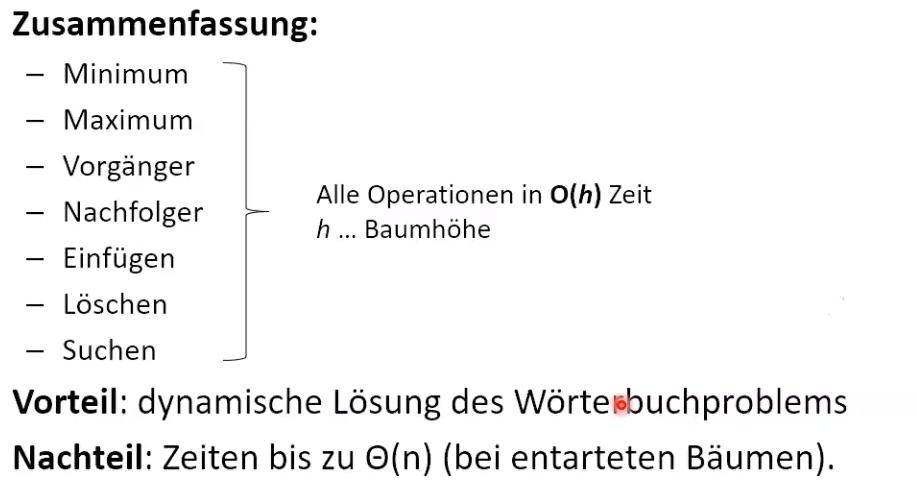 Zusammenfassung:
– Minimum
– Maximum
– Vorgänger
– Nachfolger
– Einfügen
– Löschen
– Suchen
Alle Operationen in O(h) Zeit
h ... Baumhöhe
Vorteil: dynamische Lösung des Wörterbuchproblems
Nachteil: Zeiten bis zu Θ(n) (bei entarteten Bäumen).